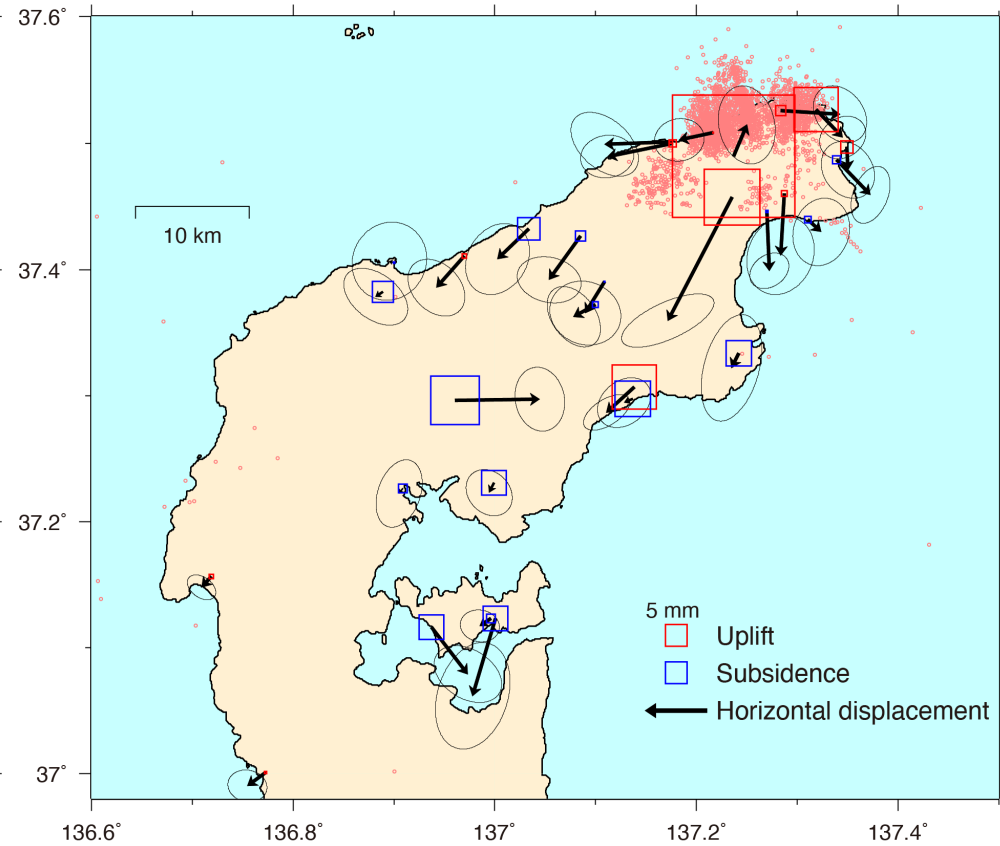 37.6°
37.4°
10 km
37.2°
5 mm
Uplift
Subsidence
Horizontal displacement
37°
136.6° 136.8° 137° 137.2° 137.4°